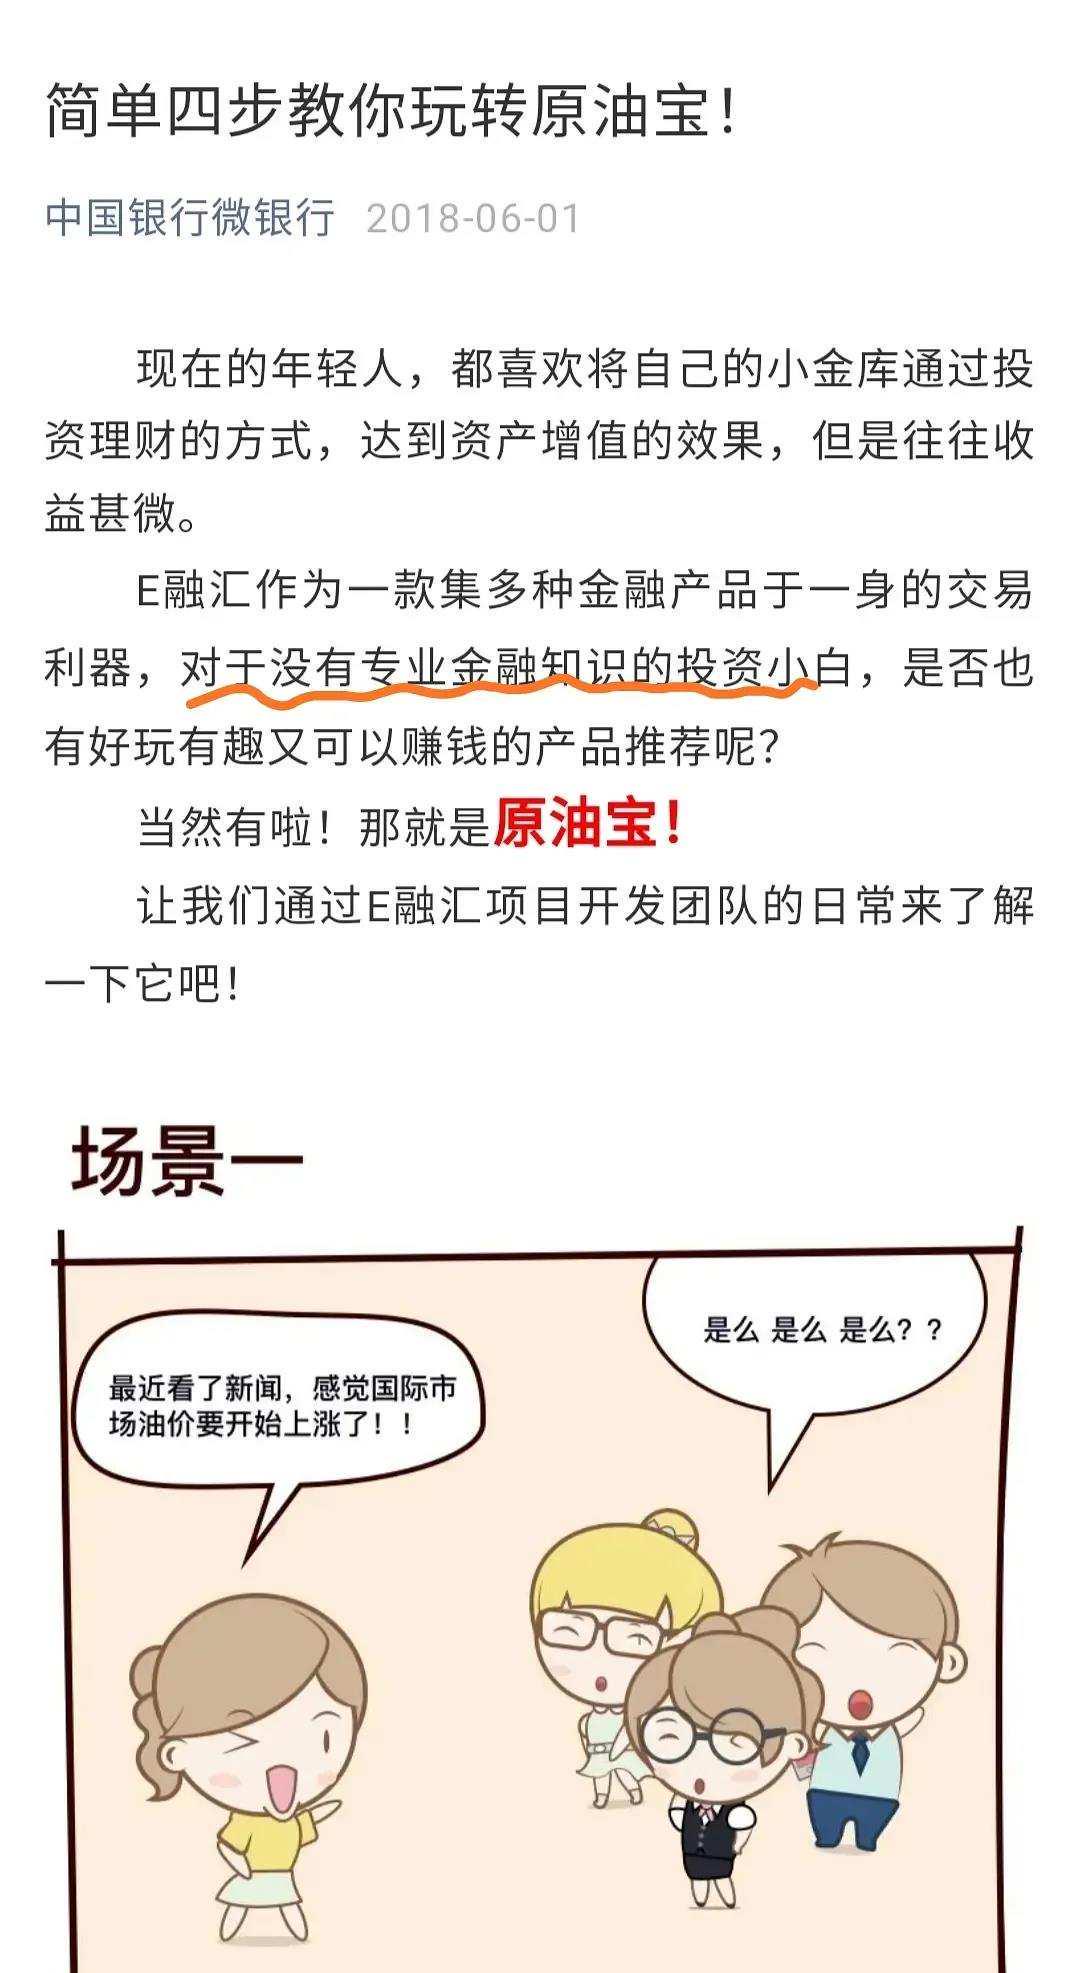 简单四步教你玩转原油宝！
中国银行微银行 2018-06-01
现在的年轻人，都喜欢将自己的小金库通过投
资理财的方式，达到资产增值的效果，但是往往收
益甚微。
E融汇作为一款集多种金融产品于一身的交易
利器，对于没有专业金融知识的投资小白，是否也
有好玩有趣又可以赚钱的产品推荐呢？
当然有啦！那就是原油宝！
让我们通过E融汇项目开发团队的日常来了解
一下它吧！
场景一
最近看了新闻，感觉国际市
场油价要开始上涨了！！
是么 是么 是么？？